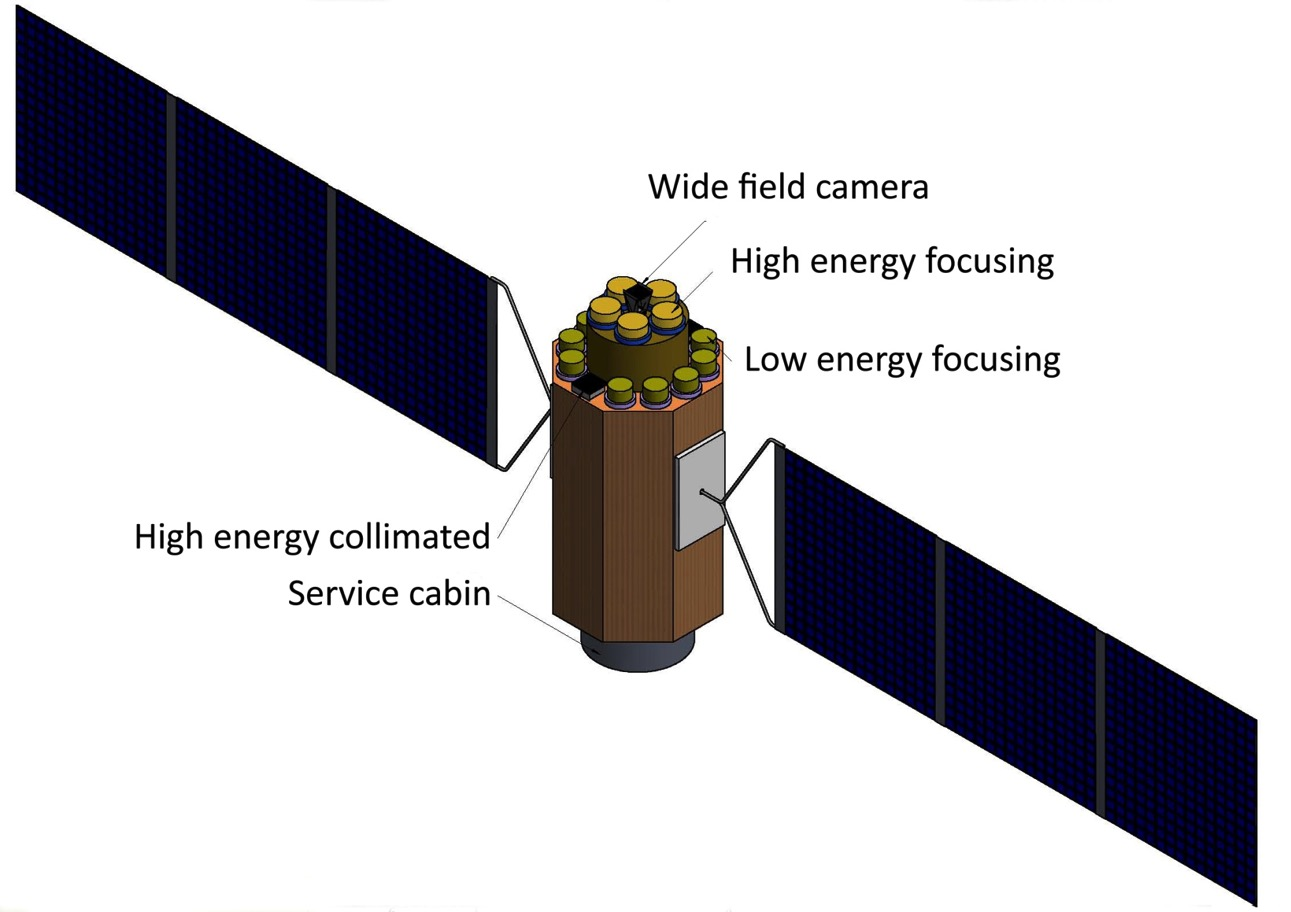 Wide field camera
High energy focusing
Low energy focusing
High energy collimated
Service cabin